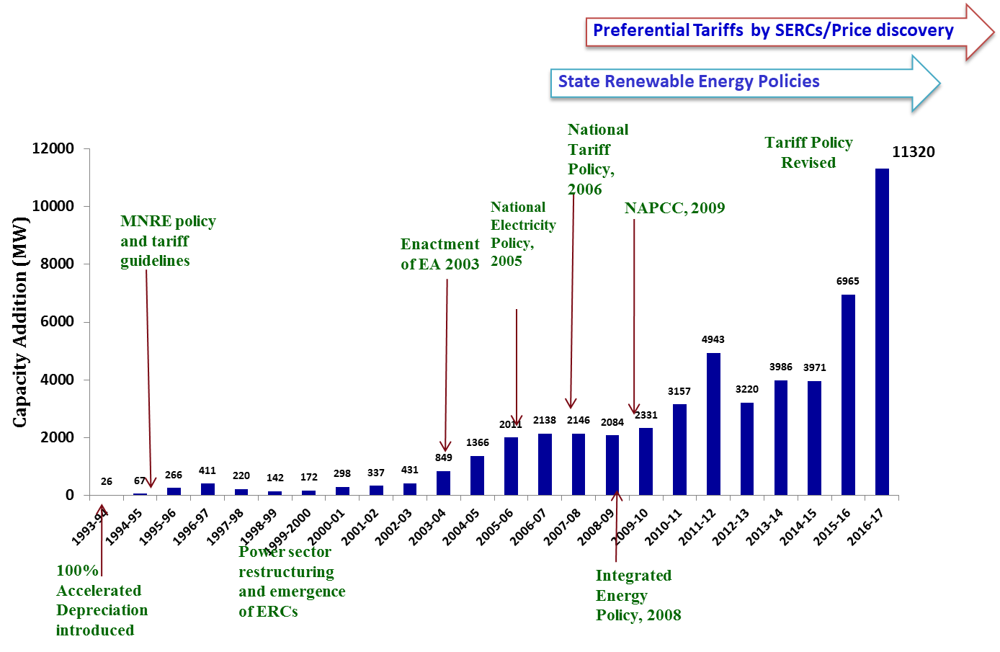 Preferential Tariffs by SERCs/Price discovery
State Renewable Energy Policies
National
Tariff
Policy,
2006
Tariff Policy
Revised
11320
National
Electricity
Policy,
2005
NAPCC, 2009
MNRE policy
and tariff
guidelines
Enactment
of EA 2003
Capacity Addition (MW)
12000
10000
8000
6000
4000
2000
0
26
67
266
411
220
142
172
298
337
431
849
1366
2011
2138
2146
2084
2331
3157
4943
3220
3986
3971
6965
1993-94
1994-95
1995-96
1996-97
1997-98
1998-99
1999-2000
2000-01
2001-02
2002-03
2003-04
2004-05
2005-06
2006-07
2007-08
2008-09
2009-10
2010-11
2011-12
2012-13
2013-14
2014-15
2015-16
2016-17
100%
Accelerated
Depreciation
introduced
Power sector
restructuring
and emergence
of ERCs
Integrated
Energy
Policy, 2008